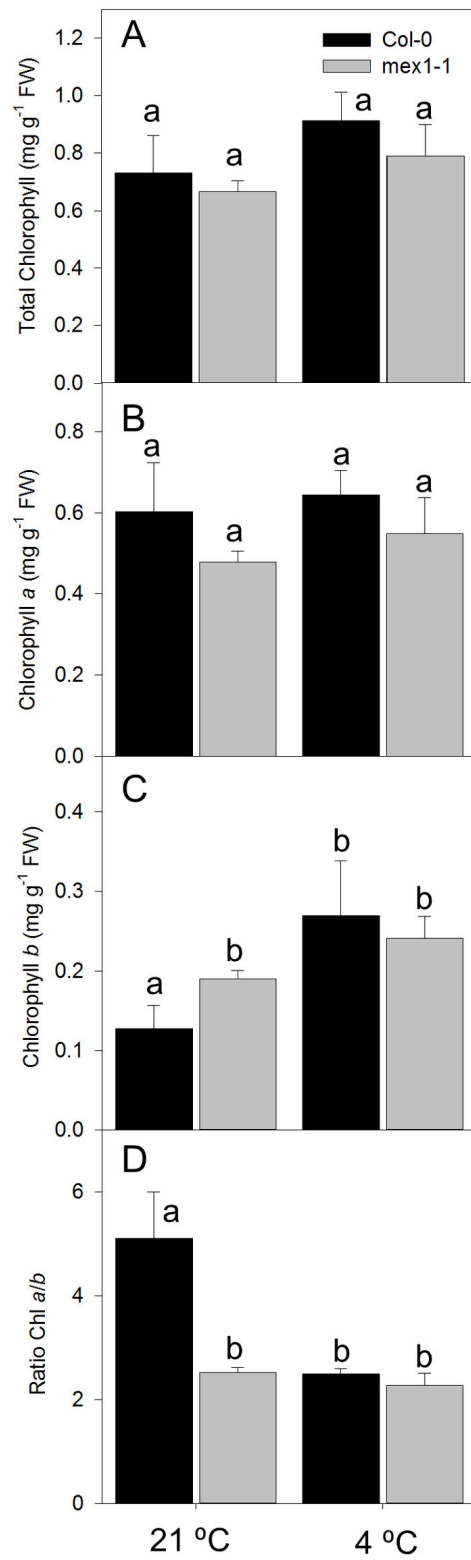 A
Col-0
mex1-1
1.2
1.0
0.8
0.6
0.4
0.2
0.0
Total Chlorophyll (mg g⁻¹ FW)
a
a
a
a
B
0.8
0.6
0.4
0.2
0.0
Chlorophyll a (mg g⁻¹ FW)
a
a
a
a
C
0.4
0.3
0.2
0.1
0.0
Chlorophyll b (mg g⁻¹ FW)
a
b
b
b
D
6
4
2
0
Ratio Chl a/b
a
b
b
b
21 ºC
4 ºC